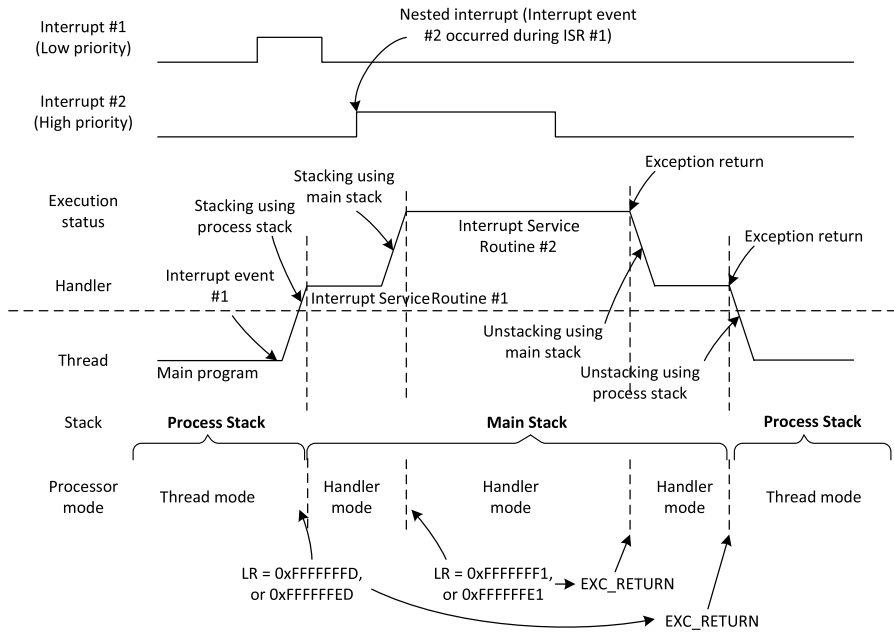 Interrupt #1
(Low priority)
Nested interrupt (Interrupt event
#2 occurred during ISR #1)
Interrupt #2
(High priority)
Execution
status
Stacking using
process stack
Stacking using
main stack
Interrupt Service
Routine #2
Exception return
Exception return
Handler
Interrupt event
#1
Interrupt Service Routine #1
Unstacking using
main stack
Unstacking using
process stack
Thread
Main program
Stack
Process Stack
Main Stack
Process Stack
Processor
mode
Thread mode
Handler
mode
Handler
mode
Handler
mode
Thread mode
LR = 0xFFFFFFFD,
or 0xFFFFFFED
LR = 0xFFFFFFF1,
or 0xFFFFFFE1
EXC_RETURN
EXC_RETURN